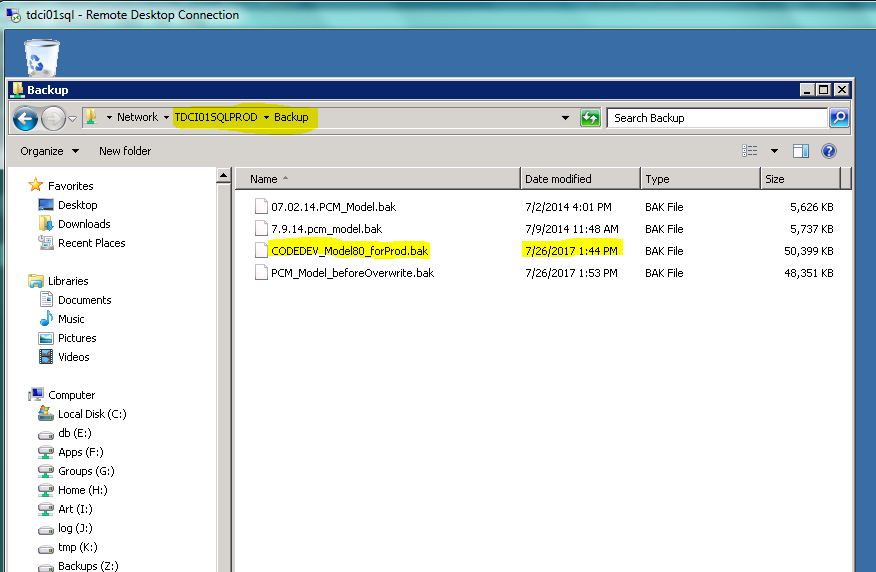 tdci01sql - Remote Desktop Connection
Backup
Network TDCI01SQLPROD Backup Search Backup
Organize New folder
Name Date modified Type Size
07.02.14.PCM_Model.bak 7/2/2014 4:01 PM BAK File 5,626 KB
7.9.14.pcm_model.bak 7/9/2014 11:48 AM BAK File 5,737 KB
CODEDEV_Model80_forProd.bak 7/26/2017 1:44 PM BAK File 50,399 KB
PCM_Model_beforeOverwrite.bak 7/26/2017 1:53 PM BAK File 48,351 KB
Favorites
Desktop
Downloads
Recent Places
Libraries
Documents
Music
Pictures
Videos
Computer
Local Disk (C:)
db (E:)
Apps (F:)
Groups (G:)
Home (H:)
Art (I:)
log (J:)
tmp (K:)
Backups (Z:)